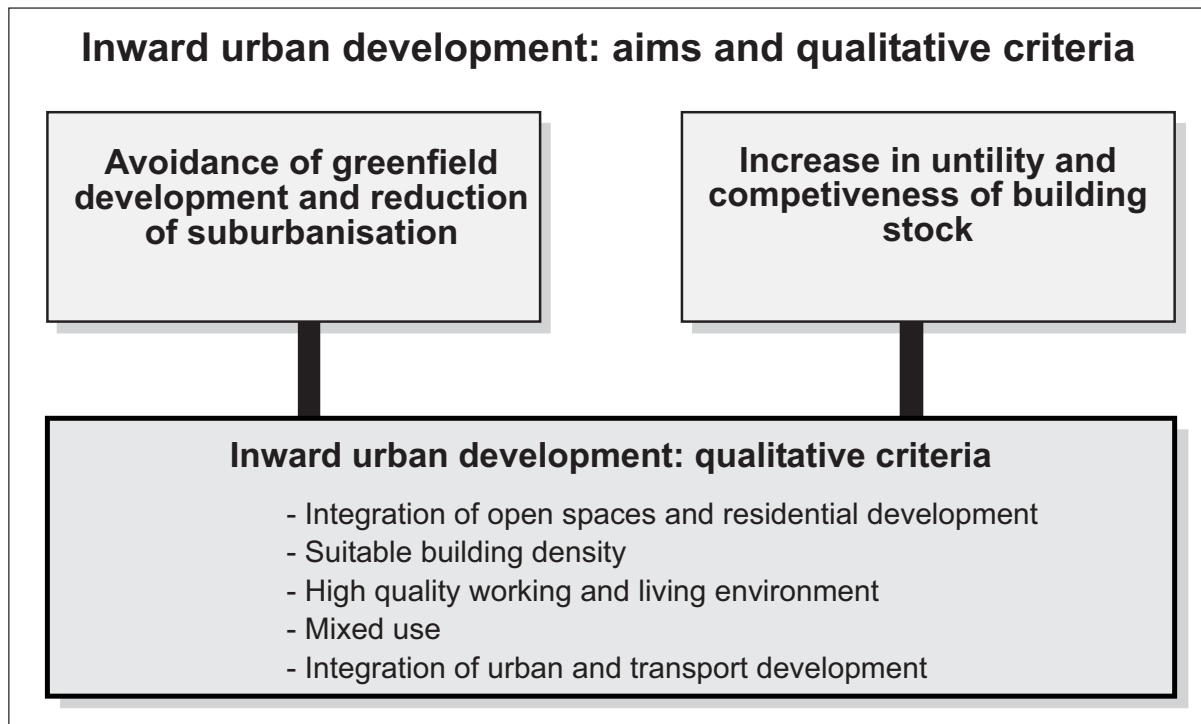 Inward urban development: aims and qualitative criteria
Avoidance of greenfield
development and reduction
of suburbanisation
Increase in untility and
competiveness of building
stock
Inward urban development: qualitative criteria
- Integration of open spaces and residential development
- Suitable building density
- High quality working and living environment
- Mixed use
- Integration of urban and transport development